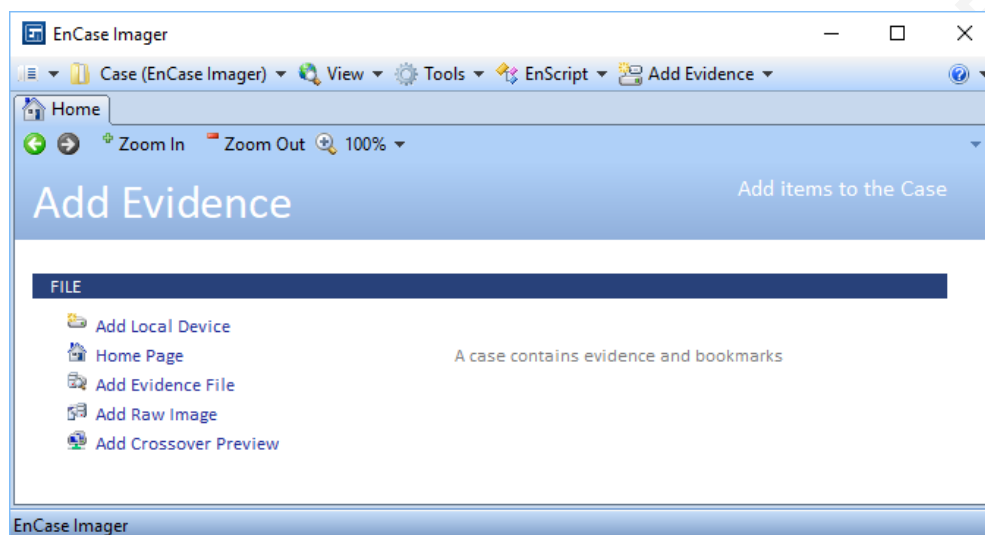 EnCase Imager
Case (EnCase Imager) View Tools EnScript Add Evidence
Home
Zoom In Zoom Out 100%
Add Evidence
Add items to the Case
FILE
Add Local Device
Home Page
A case contains evidence and bookmarks
Add Evidence File
Add Raw Image
Add Crossover Preview
EnCase Imager